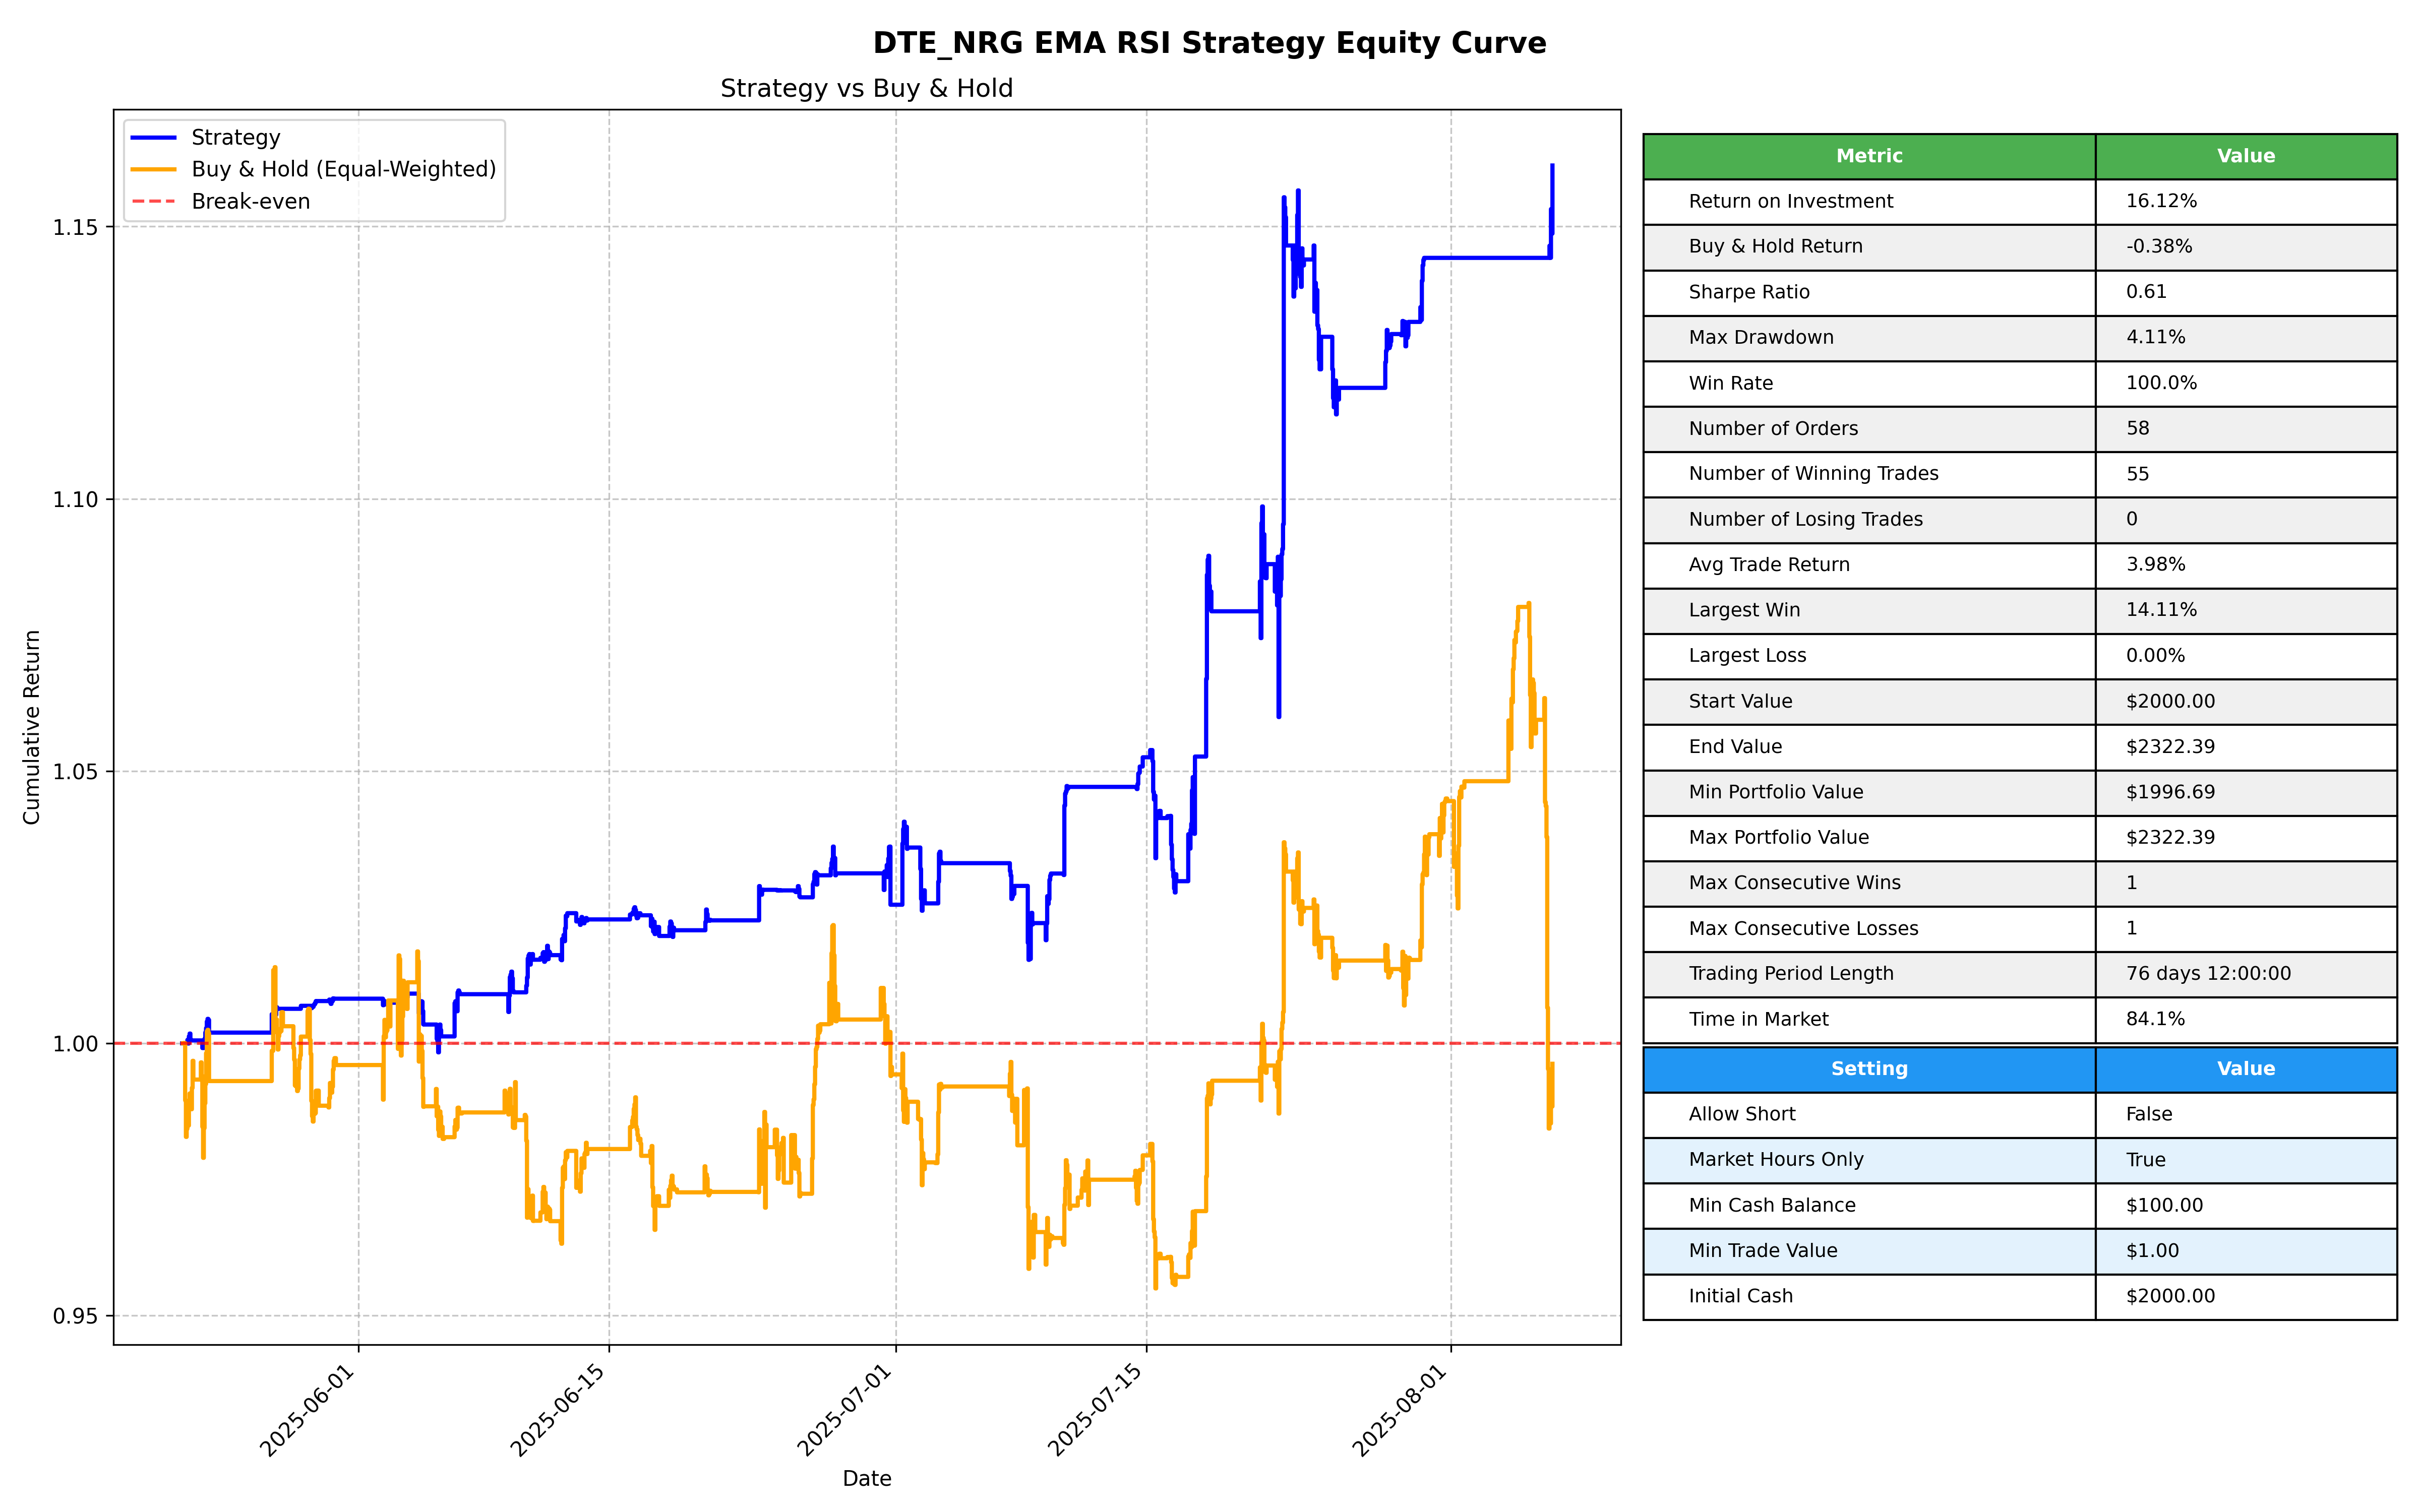 DTE_NRG EMA RSI Strategy Equity Curve
Strategy vs Buy & Hold
Strategy
Buy & Hold (Equal-Weighted)
Break-even
1.15
1.10
1.05
1.00
0.95
Cumulative Return
2025-06-01
2025-06-15
2025-07-01
2025-07-15
2025-08-01
Date
Metric Value
Return on Investment 16.12%
Buy & Hold Return -0.38%
Sharpe Ratio 0.61
Max Drawdown 4.11%
Win Rate 100.0%
Number of Orders 58
Number of Winning Trades 55
Number of Losing Trades 0
Avg Trade Return 3.98%
Largest Win 14.11%
Largest Loss 0.00%
Start Value $2000.00
End Value $2322.39
Min Portfolio Value $1996.69
Max Portfolio Value $2322.39
Max Consecutive Wins 1
Max Consecutive Losses 1
Trading Period Length 76 days 12:00:00
Time in Market 84.1%
Setting Value
Allow Short False
Market Hours Only True
Min Cash Balance $100.00
Min Trade Value $1.00
Initial Cash $2000.00